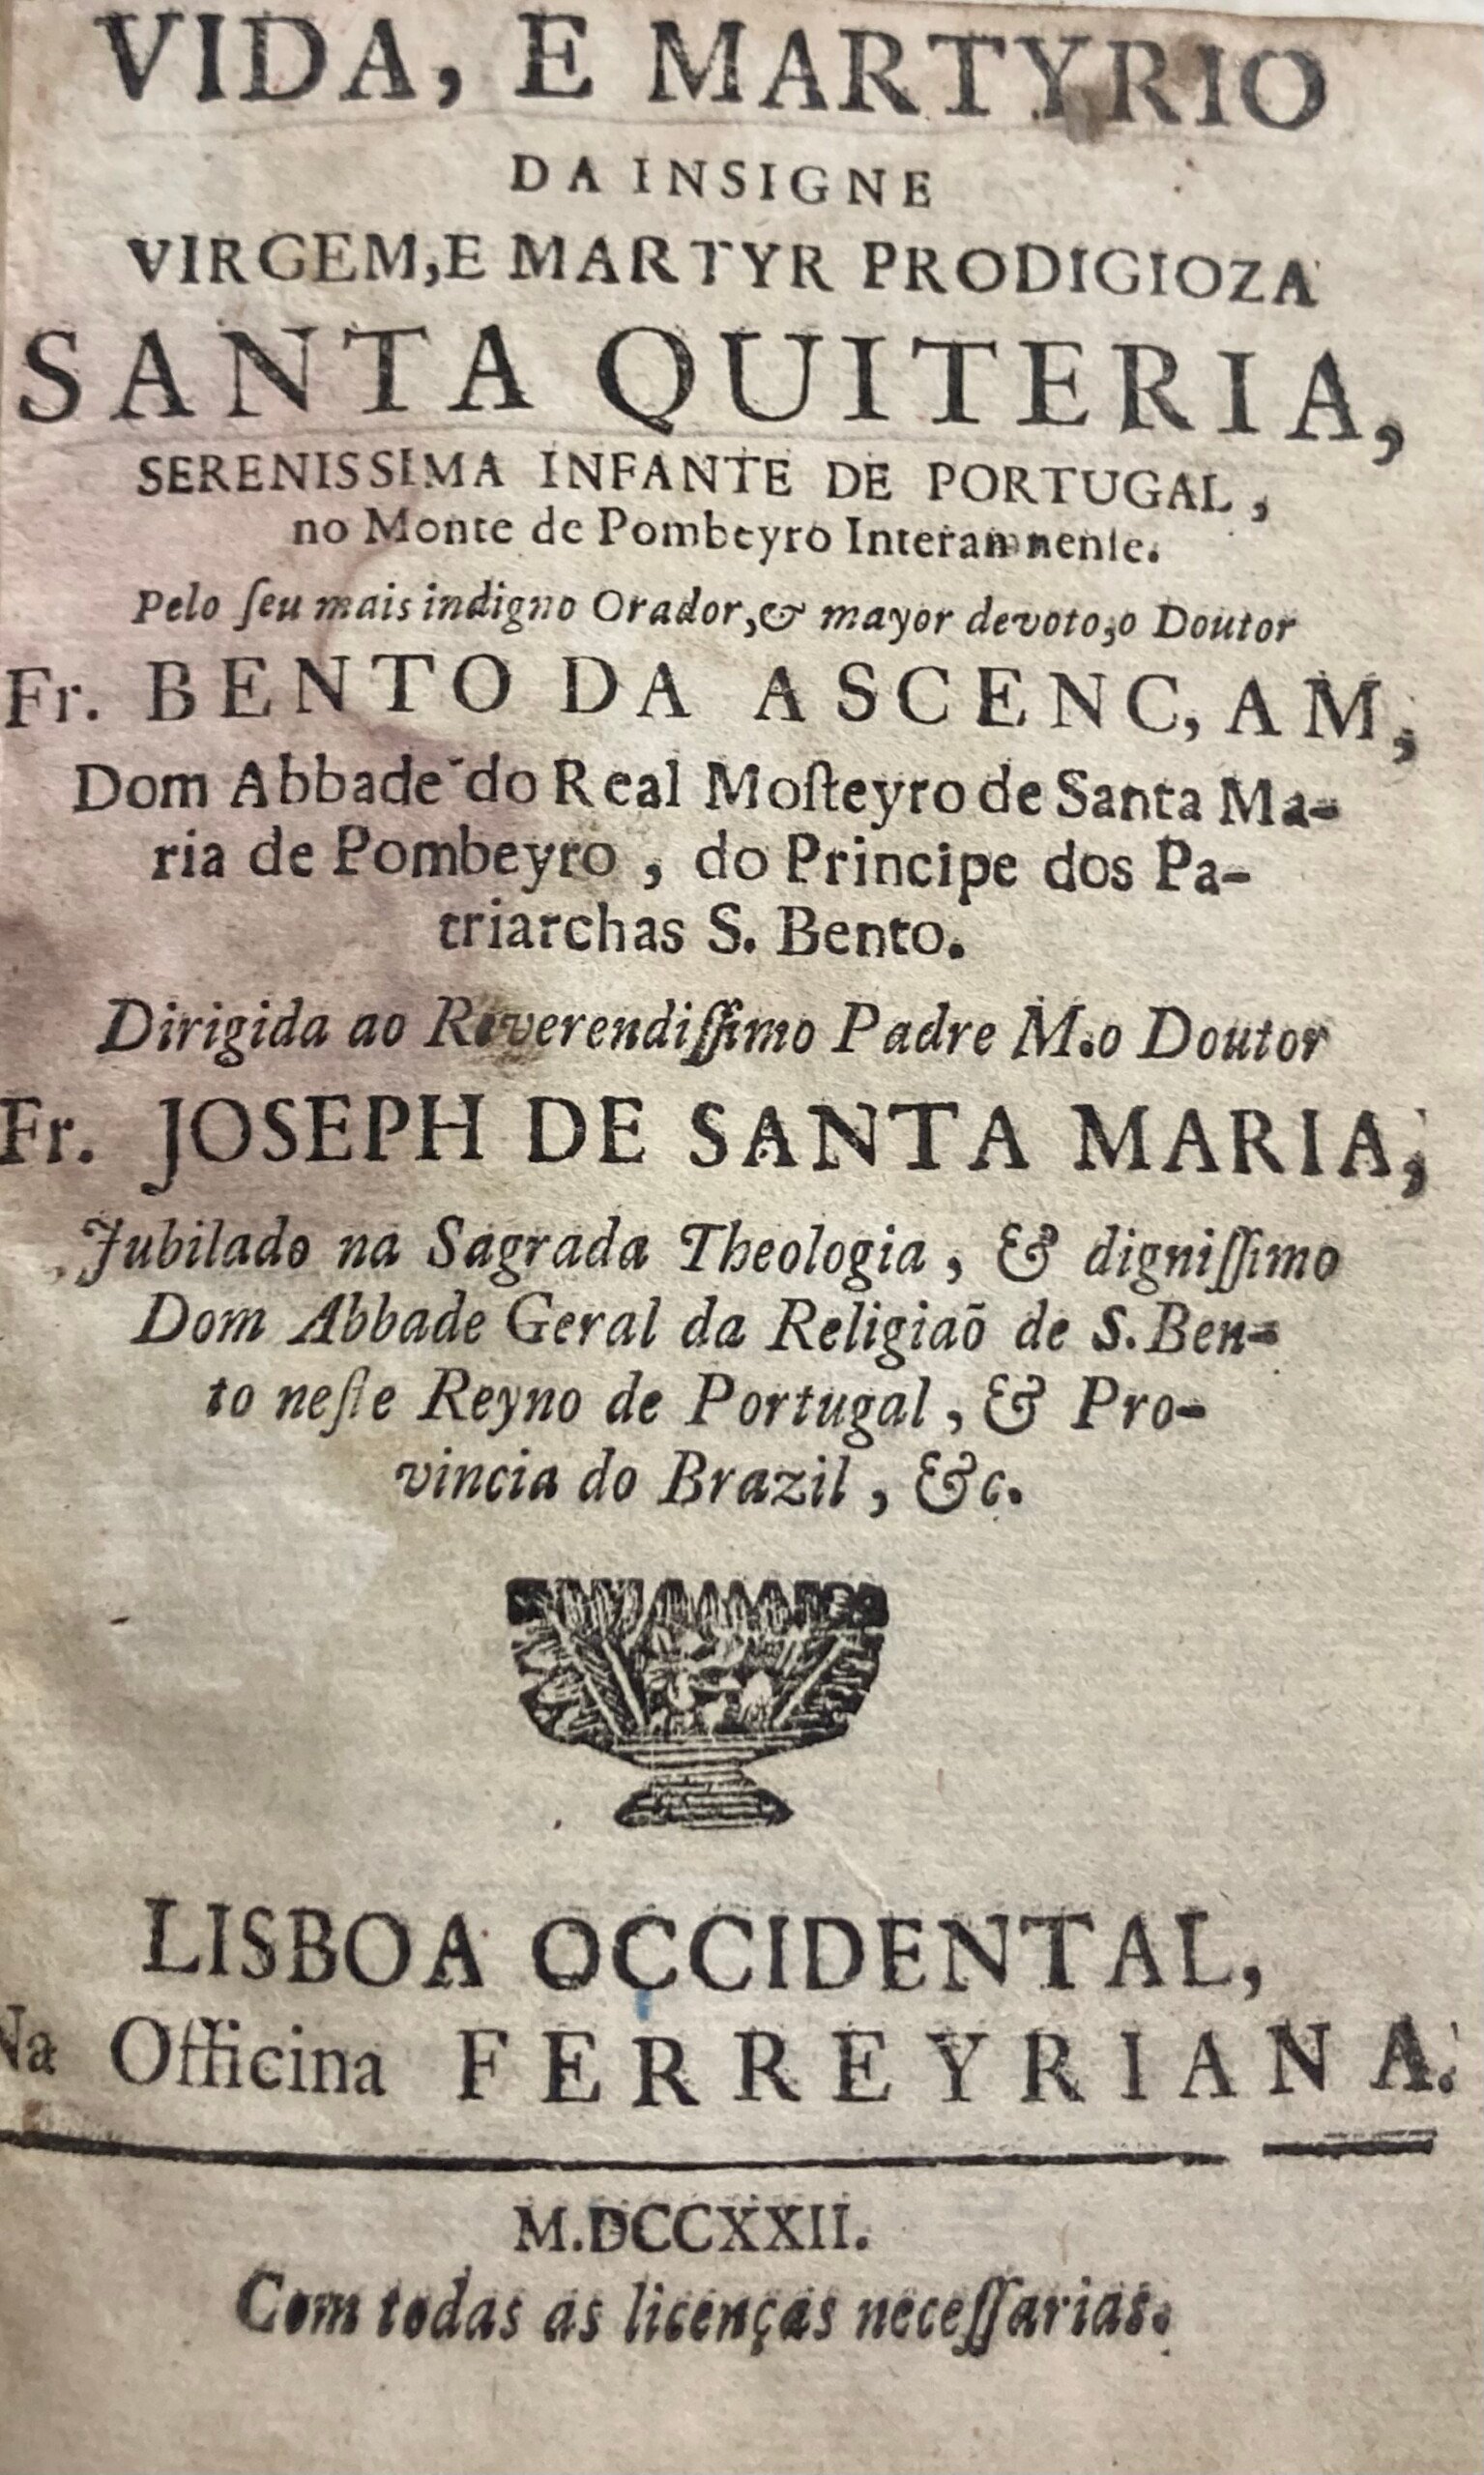 VIDA, E MARTYRIO
DA INSIGNE
VIRGEM, E MARTYR PRODIGIOZA
SANTA QUITERIA,
SERENISSIMA INFANTE DE PORTUGAL,
no Monte de Pombeyro Interamnense.
Pelo ſeu mais indigno Orador, & mayor devoto, o Doutor
Fr. BENTO DA ASCENC,AM,
Dom Abbade do Real Moſteyro de Santa Ma-
ria de Pombeyro, do Principe dos Pa-
triarchas S. Bento.
Dirigida ao Reverendiſſimo Padre M. o Doutor
Fr. JOSEPH DE SANTA MARIA,
Jubilado na Sagrada Theologia, & digniſſimo
Dom Abbade Geral da Religiaõ de S. Ben-
to neſte Reyno de Portugal, & Pro-
vincia do Brazil, &c.
LISBOA OCCIDENTAL,
Na Officina FERREYRIANA.
M.DCCXXII.
Com todas as licenças neceſſarias.